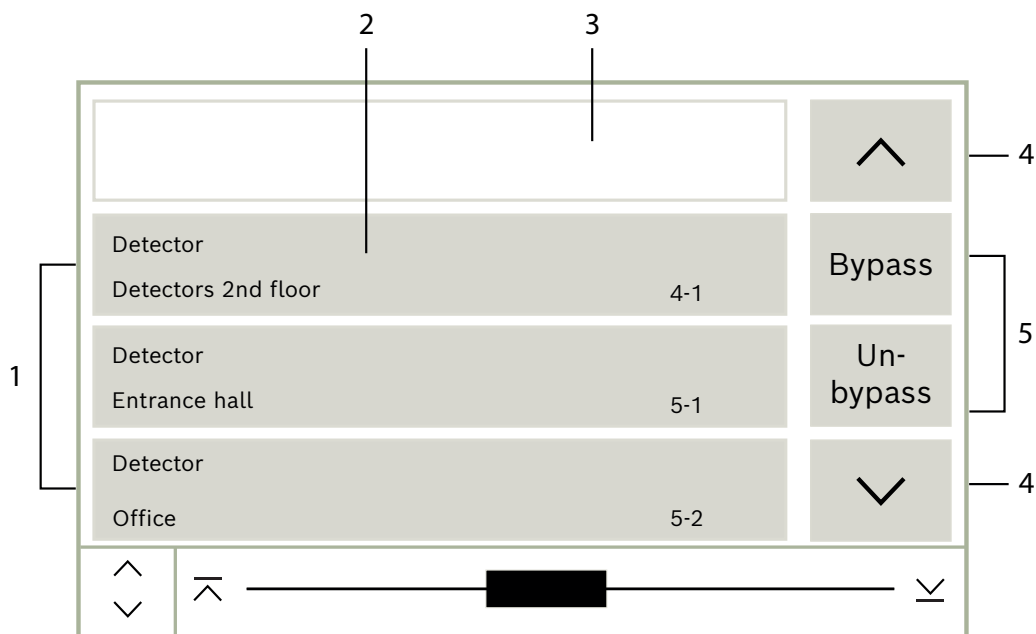 2
3
4
Detector
Detectors 2nd floor 4-1
Bypass
Detector
Entrance hall 5-1
Un-
bypass
1
5
Detector
Office 5-2
4